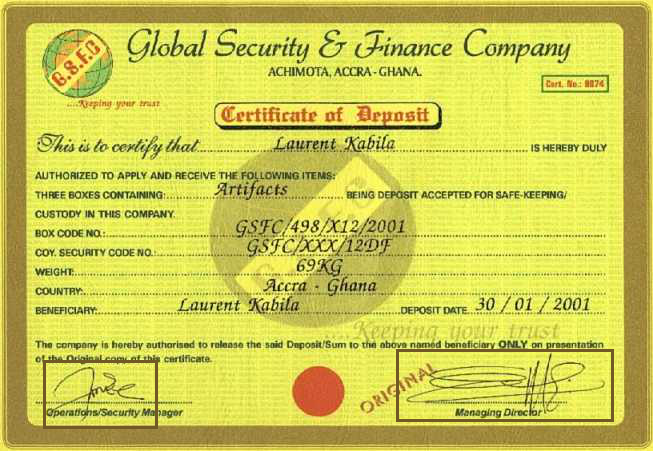 G.S.F.C
Global Security & Finance Company
ACHIMOTA, ACCRA - GHANA.
....Keeping your trust
Cert. No.: 9874
Certificate of Deposit
This is to certify that Laurent Kabila IS HEREBY DULY
AUTHORIZED TO APPLY AND RECEIVE THE FOLLOWING ITEMS:
THREE BOXES CONTAINING: Artifacts BEING DEPOSIT ACCEPTED FOR SAFE-KEEPING/
CUSTODY IN THIS COMPANY.
BOX CODE NO.: GSFC/498/X12/2001
COY. SECURITY CODE NO.: GSFC/XXX/12DF
WEIGHT: 69KG
COUNTRY: Accra - Ghana
BENEFICIARY: Laurent Kabila DEPOSIT DATE 30 / 01 / 2001
....Keeping your trust
The company is hereby authorised to release the said Deposit/Sum to the above named beneficiary ONLY on presentation
of the Original copy of this certificate.
ORIGINAL
Operations/Security Manager Managing Director